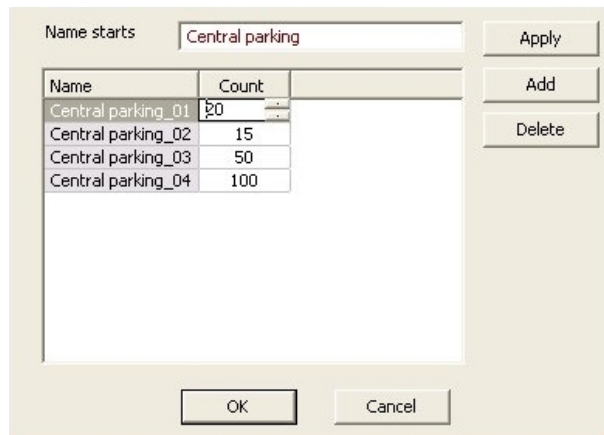 Name starts Central parking Apply
Name Count Add
Central parking_01 20
Central parking_02 15 Delete
Central parking_03 50
Central parking_04 100
OK Cancel